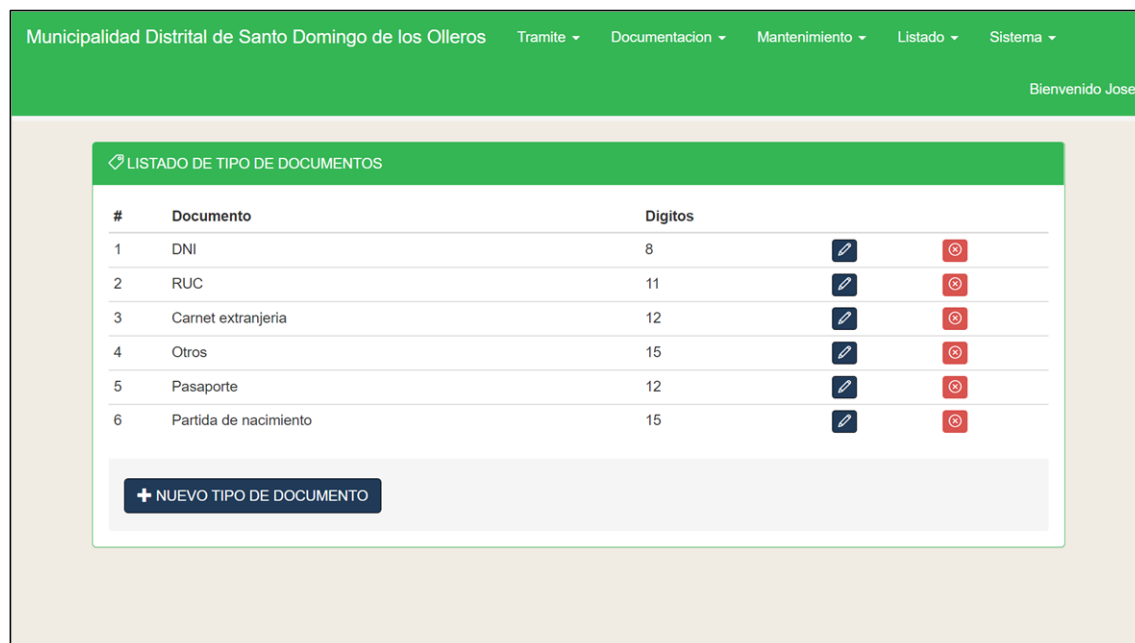 Municipalidad Distrital de Santo Domingo de los Olleros Tramite Documentacion Mantenimiento Listado Sistema
Bienvenido Jose
LISTADO DE TIPO DE DOCUMENTOS
# Documento Digitos
1 DNI 8
2 RUC 11
3 Carnet extranjeria 12
4 Otros 15
5 Pasaporte 12
6 Partida de nacimiento 15
NUEVO TIPO DE DOCUMENTO